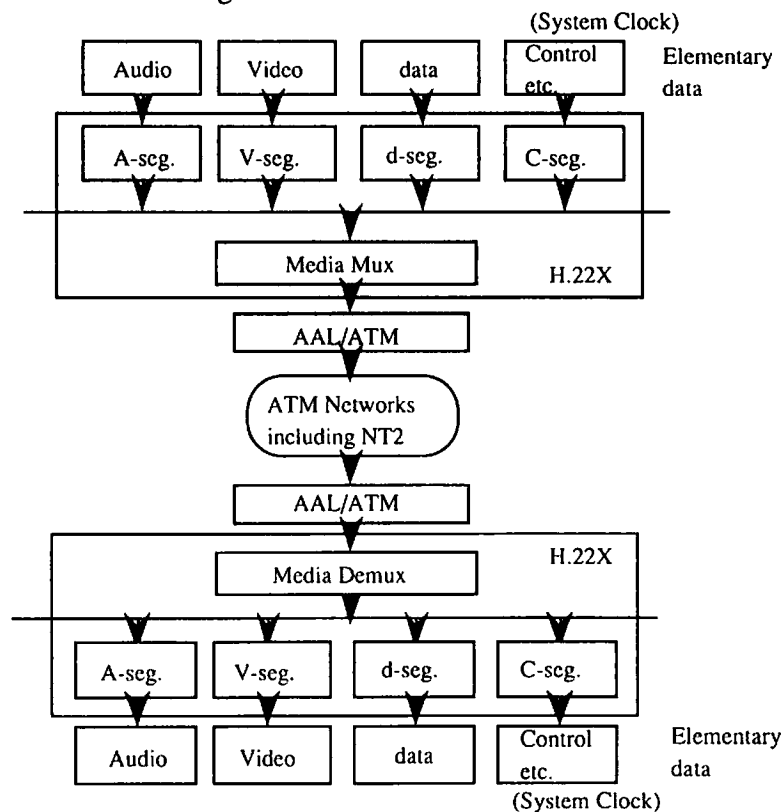 (System Clock)
Audio Video data Control etc. Elementary data
A-seg. V-seg. d-seg. C-seg.
Media Mux
H.22X
AAL/ATM
ATM Networks
including NT2
AAL/ATM
H.22X
Media Demux
A-seg. V-seg. d-seg. C-seg.
Audio Video data Control etc. Elementary data
(System Clock)